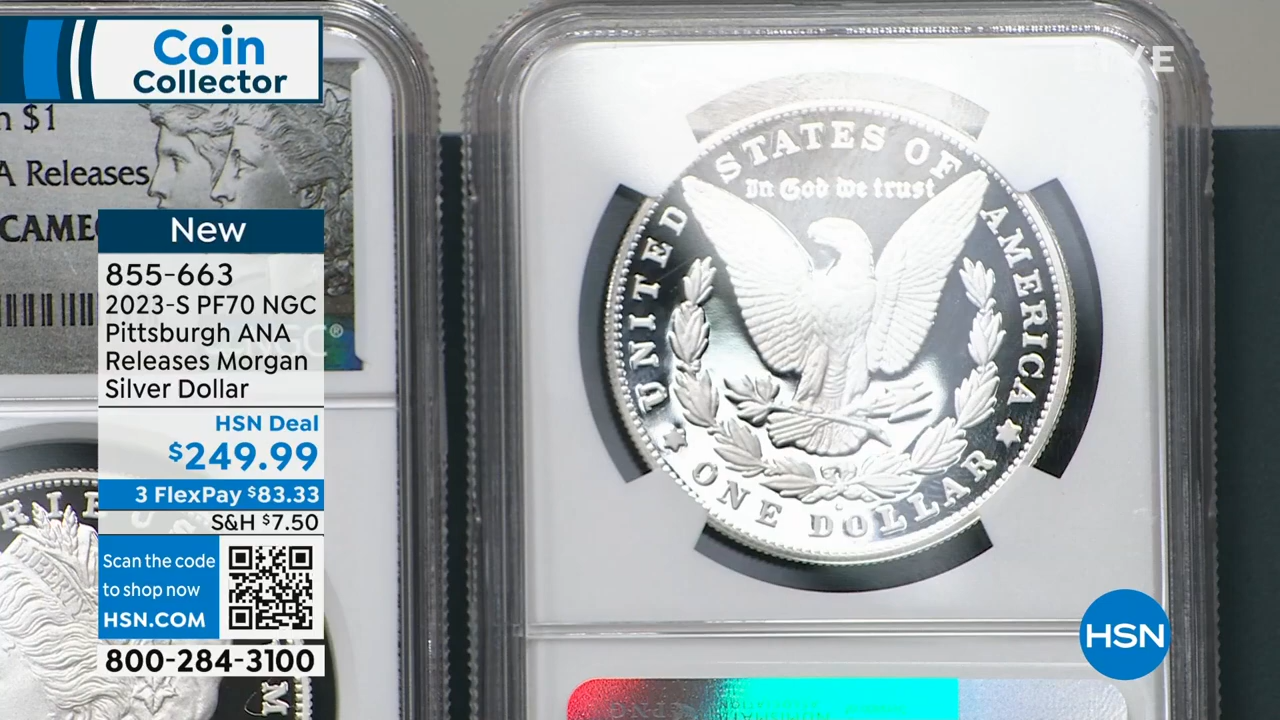 Coin
Collector
LIVE
n $1
A Releases
CAME
New
855-663
2023-S PF70 NGC
Pittsburgh ANA
Releases Morgan
Silver Dollar
HSN Deal
$249.99
3 FlexPay $83.33
S&H $7.50
Scan the code
to shop now
HSN.COM
800-284-3100
UNITED STATES OF AMERICA
In God we trust
ONE DOLLAR
HSN